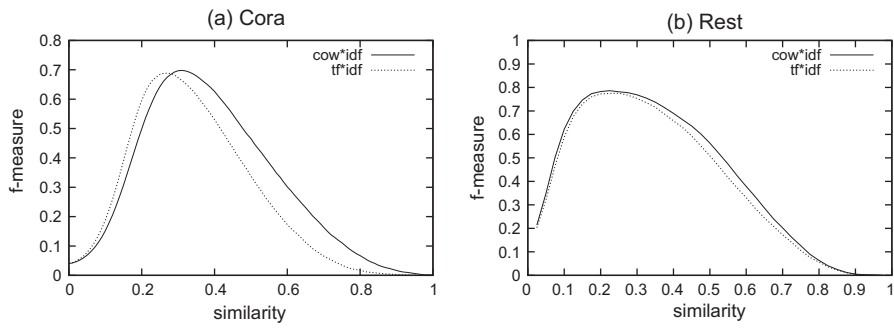 (a) Cora
0.8
0.7
0.6
0.5
0.4
0.3
0.2
0.1
0
f-measure
cow*idf
tf*idf
0 0.2 0.4 0.6 0.8 1
similarity
(b) Rest
1
0.9
0.8
0.7
0.6
0.5
0.4
0.3
0.2
0.1
0
f-measure
cow*idf
tf*idf
0 0.1 0.2 0.3 0.4 0.5 0.6 0.7 0.8 0.9 1
similarity